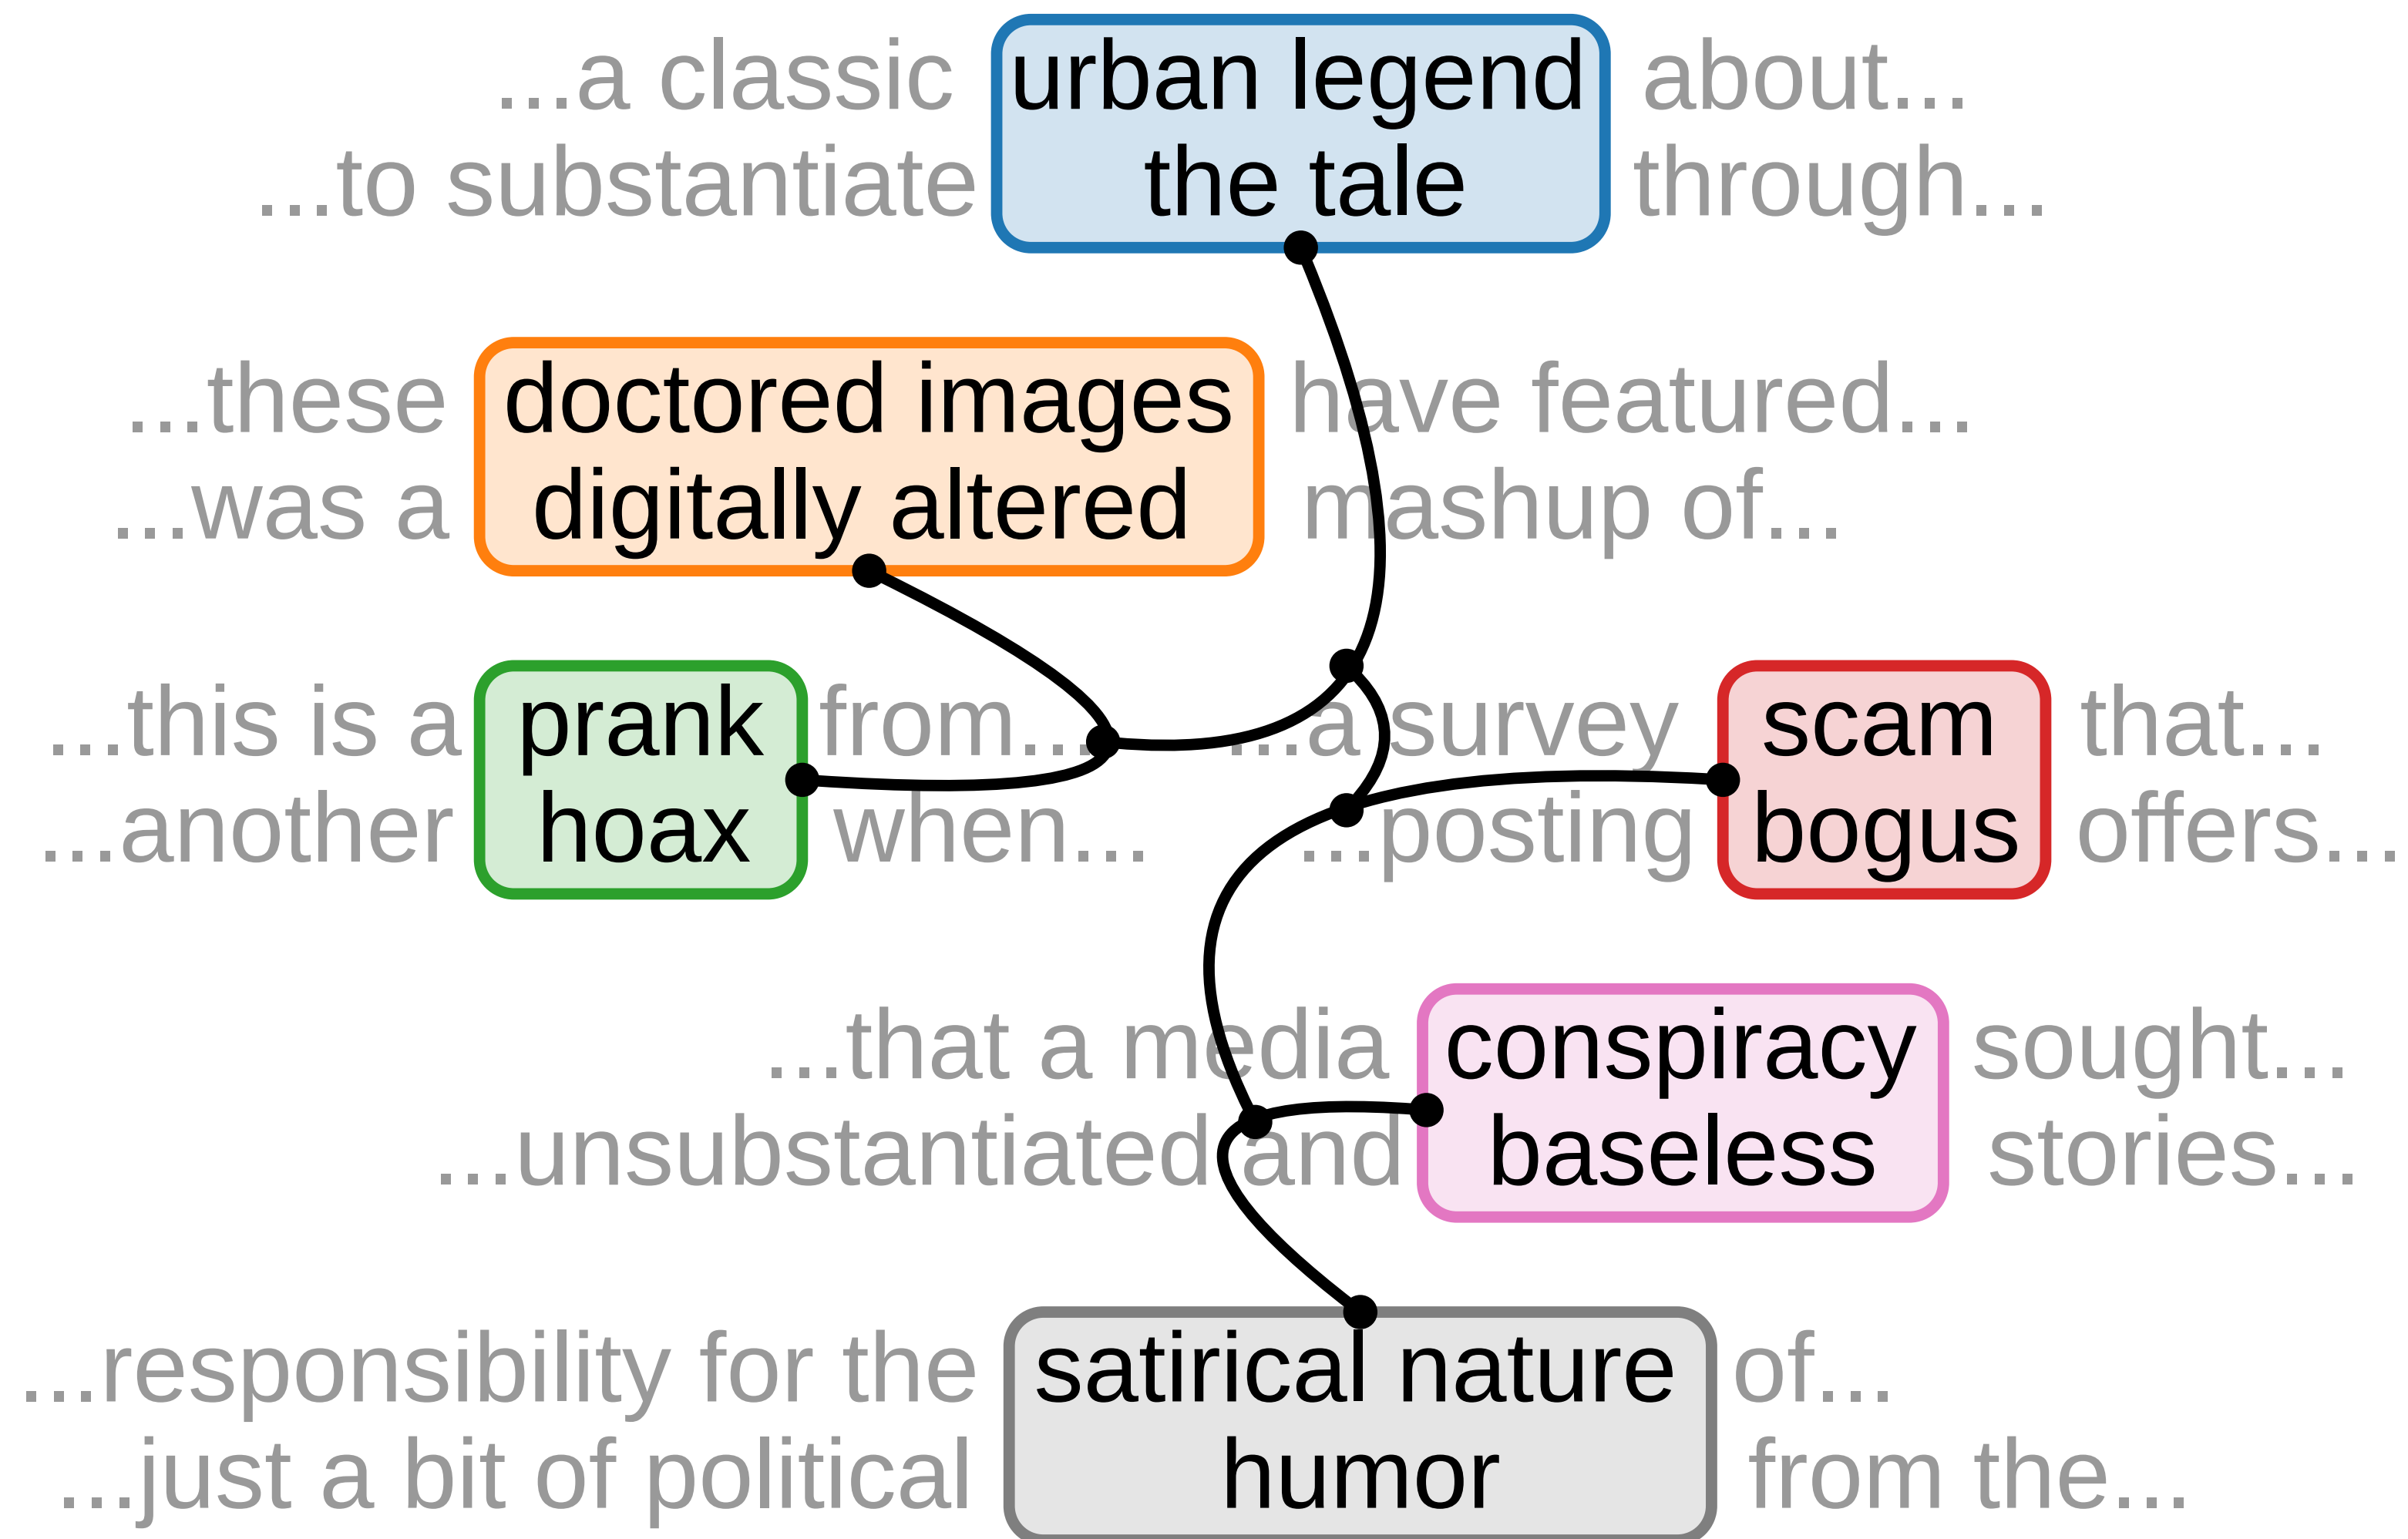 ...a classic urban legend about...
...to substantiate the tale through...
...these doctored images have featured...
...was a digitally altered mashup of...
...this is a prank from...
...another hoax when...
...a survey scam that...
...posting bogus offers...
...that a media conspiracy sought...
...unsubstantiated and baseless stories...
...responsibility for the satirical nature of...
...just a bit of political humor from the...